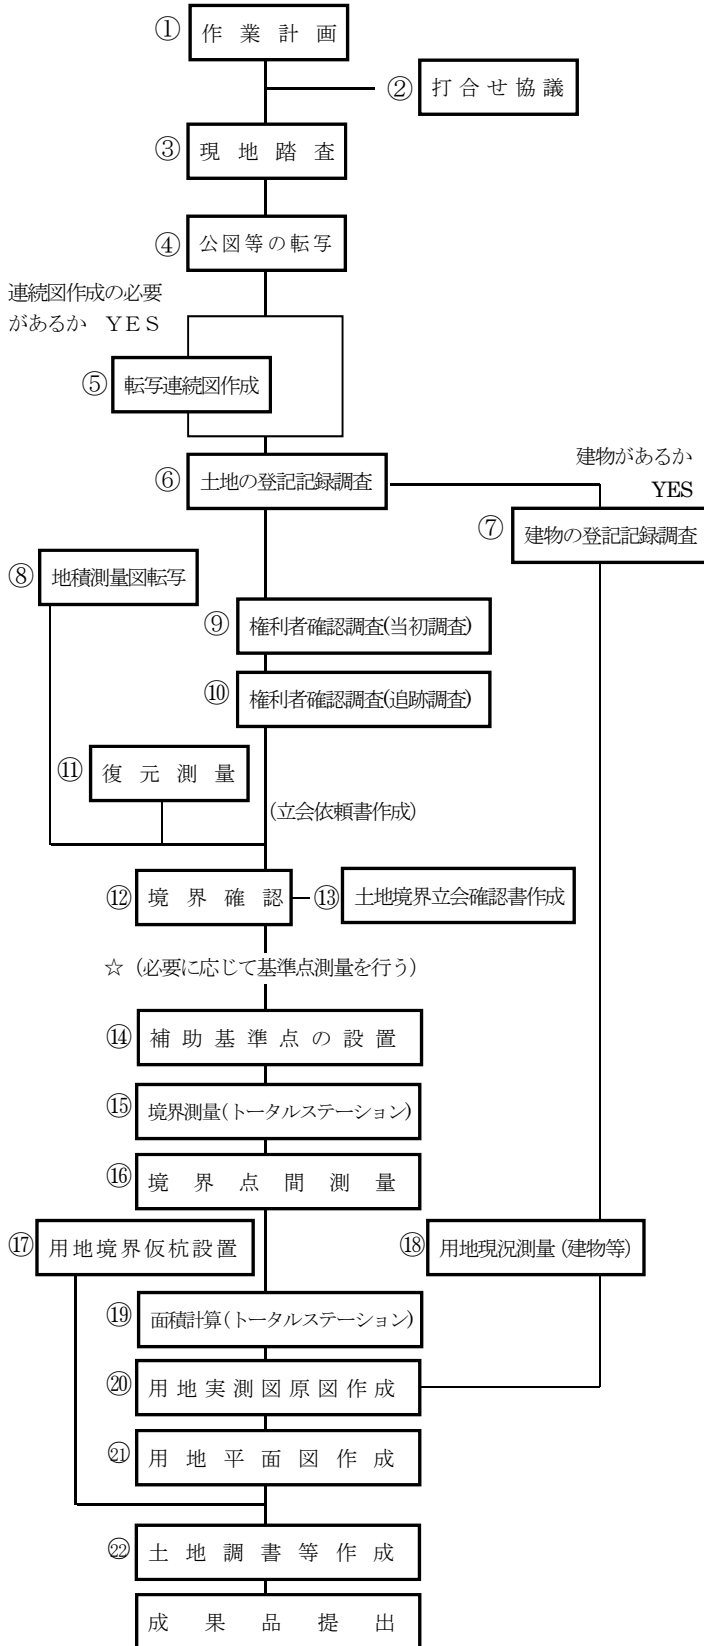 ① 作業計画
② 打合せ協議
③ 現地踏査
④ 公図等の転写
連続図作成の必要
があるか YES
⑤ 転写連続図作成
⑥ 土地の登記記録調査
建物があるか
YES
⑦ 建物の登記記録調査
⑧ 地積測量図転写
⑨ 権利者確認調査(当初調査)
⑩ 権利者確認調査(追跡調査)
⑪ 復元測量
(立会依頼書作成)
⑫ 境界確認
⑬ 土地境界立会確認書作成
☆(必要に応じて基準点測量を行う)
⑭ 補助基準点の設置
⑮ 境界測量(トータルステーション)
⑯ 境界点間測量
⑰ 用地境界仮杭設置
⑱ 用地現況測量(建物等)
⑲ 面積計算(トータルステーション)
⑳ 用地実測図原図作成
㉑ 用地平面図作成
㉒ 土地調書等作成
成果品提出